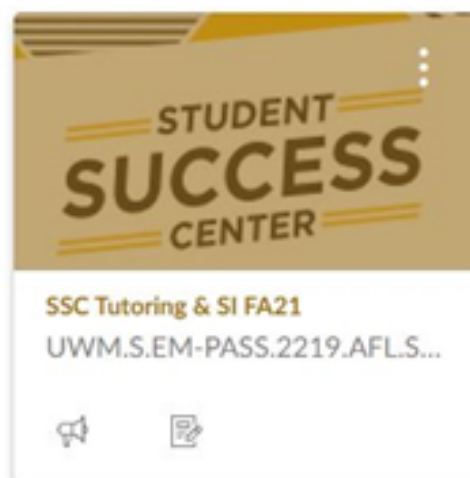 STUDENT
SUCCESS
CENTER
SSC Tutoring & SI FA21
UWM.S.EM-PASS.2219.AFL.S...